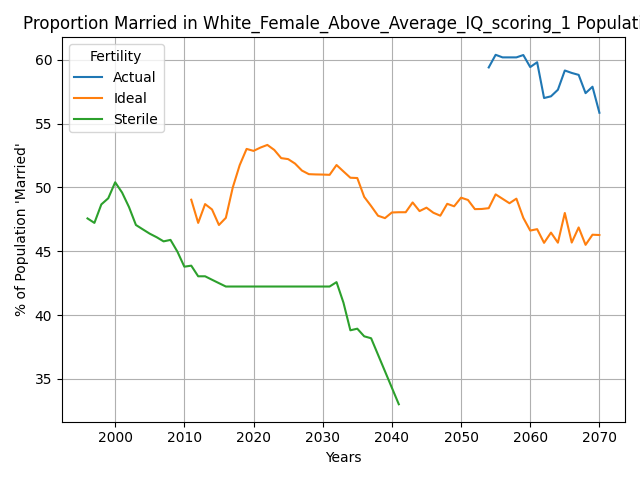 Proportion Married in White_Female_Above_Average_IQ_scoring_1 Populati
Fertility
Actual
Ideal
Sterile
% of Population 'Married'
60
55
50
45
40
35
2000 2010 2020 2030 2040 2050 2060 2070
Years